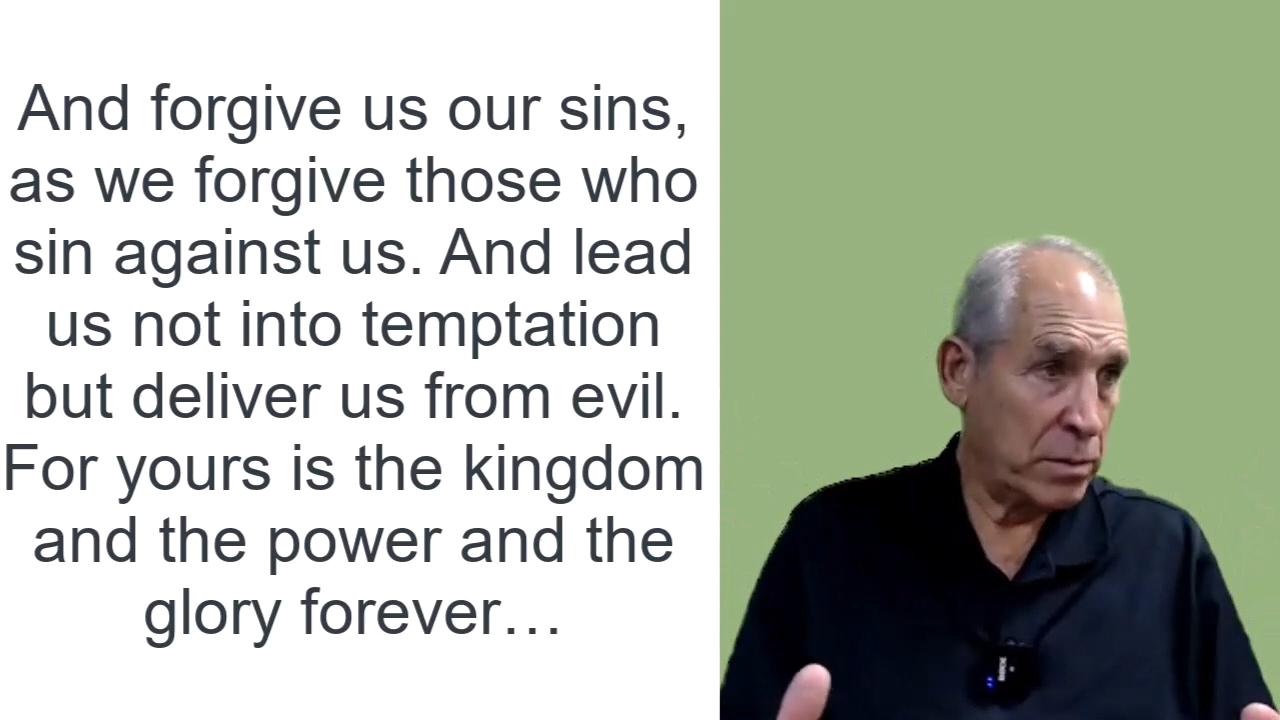 And forgive us our sins,
as we forgive those who
sin against us. And lead
us not into temptation
but deliver us from evil.
For yours is the kingdom
and the power and the
glory forever…